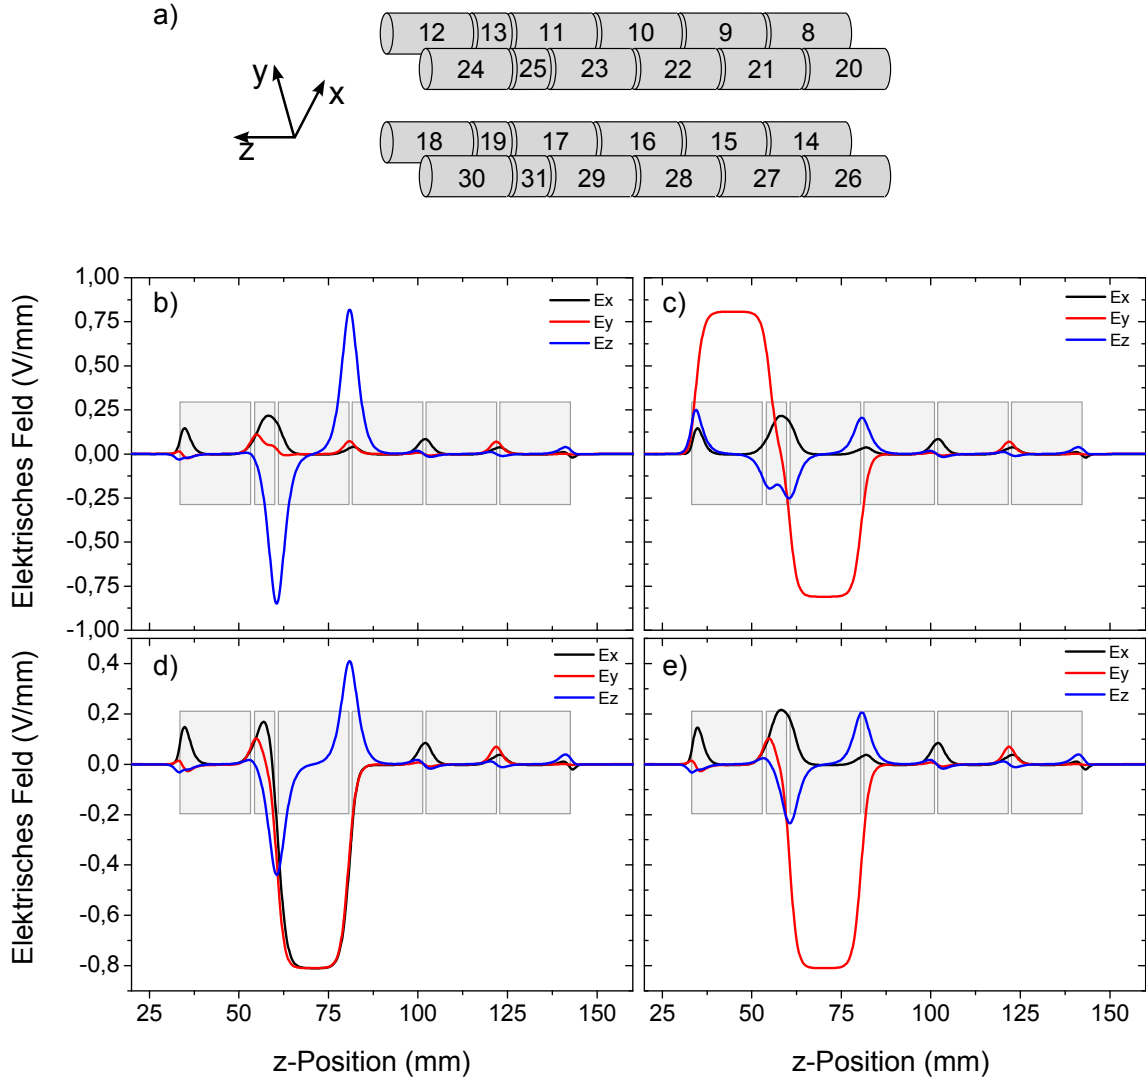 a)
12 13 11 10 9 8
24 25 23 22 21 20
y
x
z
18 19 17 16 15 14
30 31 29 28 27 26
b)
Ex
Ey
Ez
c)
Ex
Ey
Ez
1,00
0,75
0,50
0,25
0,00
-0,25
-0,50
-0,75
-1,00
Elektrisches Feld (V/mm)
d)
Ex
Ey
Ez
e)
Ex
Ey
Ez
0,4
0,2
0,0
-0,2
-0,4
-0,6
-0,8
Elektrisches Feld (V/mm)
25 50 75 100 125 150
25 50 75 100 125 150
z-Position (mm)
z-Position (mm)